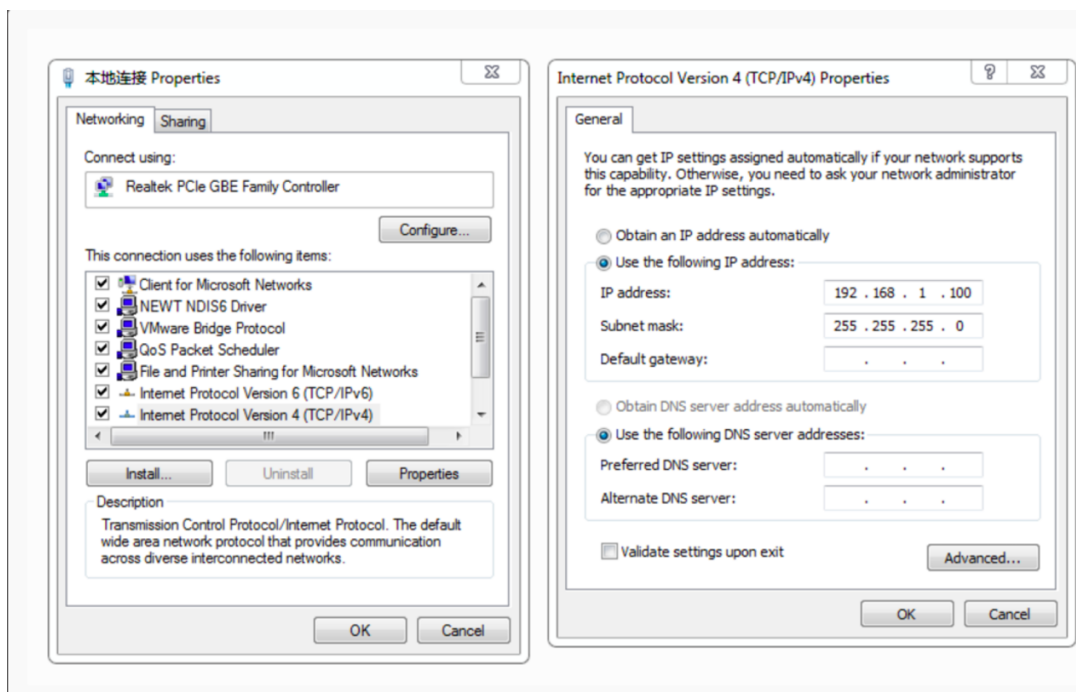 本地连接 Properties
Networking
Sharing
Connect using:
Realtek PCIe GBE Family Controller
Configure...
This connection uses the following items:
Client for Microsoft Networks
NEWT NDIS6 Driver
VMware Bridge Protocol
QoS Packet Scheduler
File and Printer Sharing for Microsoft Networks
Internet Protocol Version 6 (TCP/IPv6)
Internet Protocol Version 4 (TCP/IPv4)
Install...
Uninstall
Properties
Description
Transmission Control Protocol/Internet Protocol. The default
wide area network protocol that provides communication
across diverse interconnected networks.
OK
Cancel
Internet Protocol Version 4 (TCP/IPv4) Properties
General
You can get IP settings assigned automatically if your network supports
this capability. Otherwise, you need to ask your network administrator
for the appropriate IP settings.
Obtain an IP address automatically
Use the following IP address:
IP address: 192 . 168 . 1 . 100
Subnet mask: 255 . 255 . 255 . 0
Default gateway: . . .
Obtain DNS server address automatically
Use the following DNS server addresses:
Preferred DNS server: . . .
Alternate DNS server: . . .
Validate settings upon exit
Advanced...
OK
Cancel